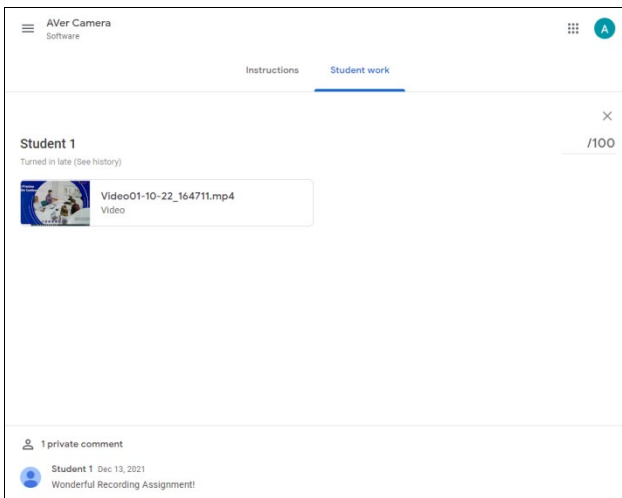 AVer Camera
Software
A
Instructions
Student work
Student 1
/100
Turned in late (See history)
Video01-10-22_164711.mp4
Video
1 private comment
Student 1 Dec 13, 2021
Wonderful Recording Assignment!